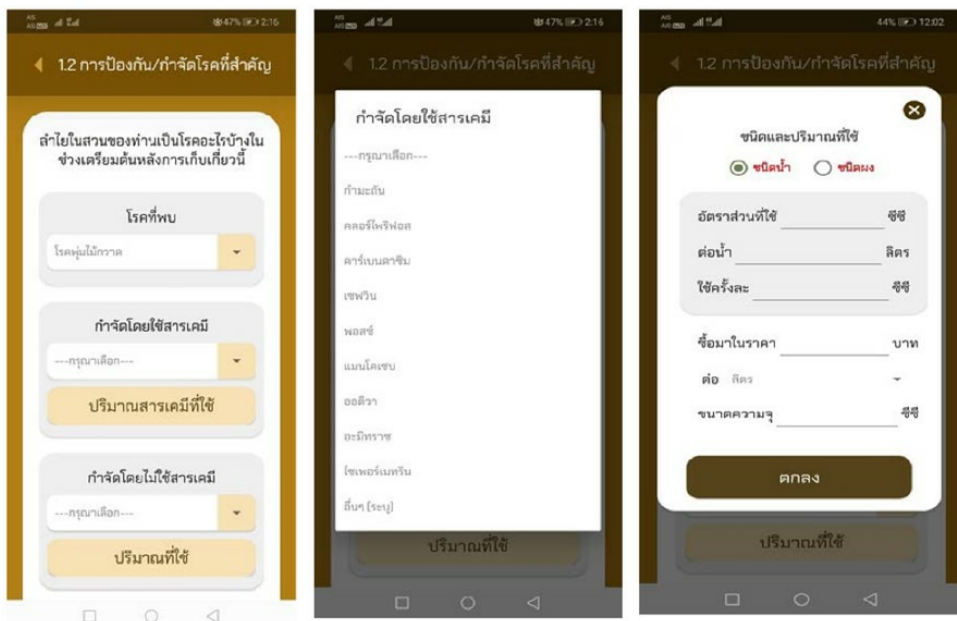 AIS
AIS
47% 2:16
1.2 การป้องกัน/กำจัดโรคที่สำคัญ
ลำไยในสวนของท่านเป็นโรคอะไรบ้างใน
ช่วงเตรียมต้นหลังการเก็บเกี่ยวนี้
โรคที่พบ
โรคพุ่มไม้กวาด
กำจัดโดยใช้สารเคมี
---กรุณาเลือก---
ปริมาณสารเคมีที่ใช้
กำจัดโดยไม่ใช้สารเคมี
---กรุณาเลือก---
ปริมาณที่ใช้
AIS
AIS
47% 2:16
1.2 การป้องกัน/กำจัดโรคที่สำคัญ
กำจัดโดยใช้สารเคมี
---กรุณาเลือก---
กำมะถัน
คลอร์ไพริฟอส
คาร์เบนดาซิม
เซฟวิน
พอสซ์
แมนโคเซบ
ออติวา
อะมิทราซ
ไซเพอร์เมทริน
อื่นๆ (ระบุ)
ปริมาณที่ใช้
AIS
AIS
44% 12:02
1.2 การป้องกัน/กำจัดโรคที่สำคัญ
ชนิดและปริมาณที่ใช้
ชนิดน้ำ ชนิดผง
อัตราส่วนที่ใช้ ซีซี
ต่อน้ำ ลิตร
ใช้ครั้งละ ซีซี
ซื้อมาในราคา บาท
ต่อ ลิตร
ขนาดความจุ ซีซี
ตกลง
ปริมาณที่ใช้